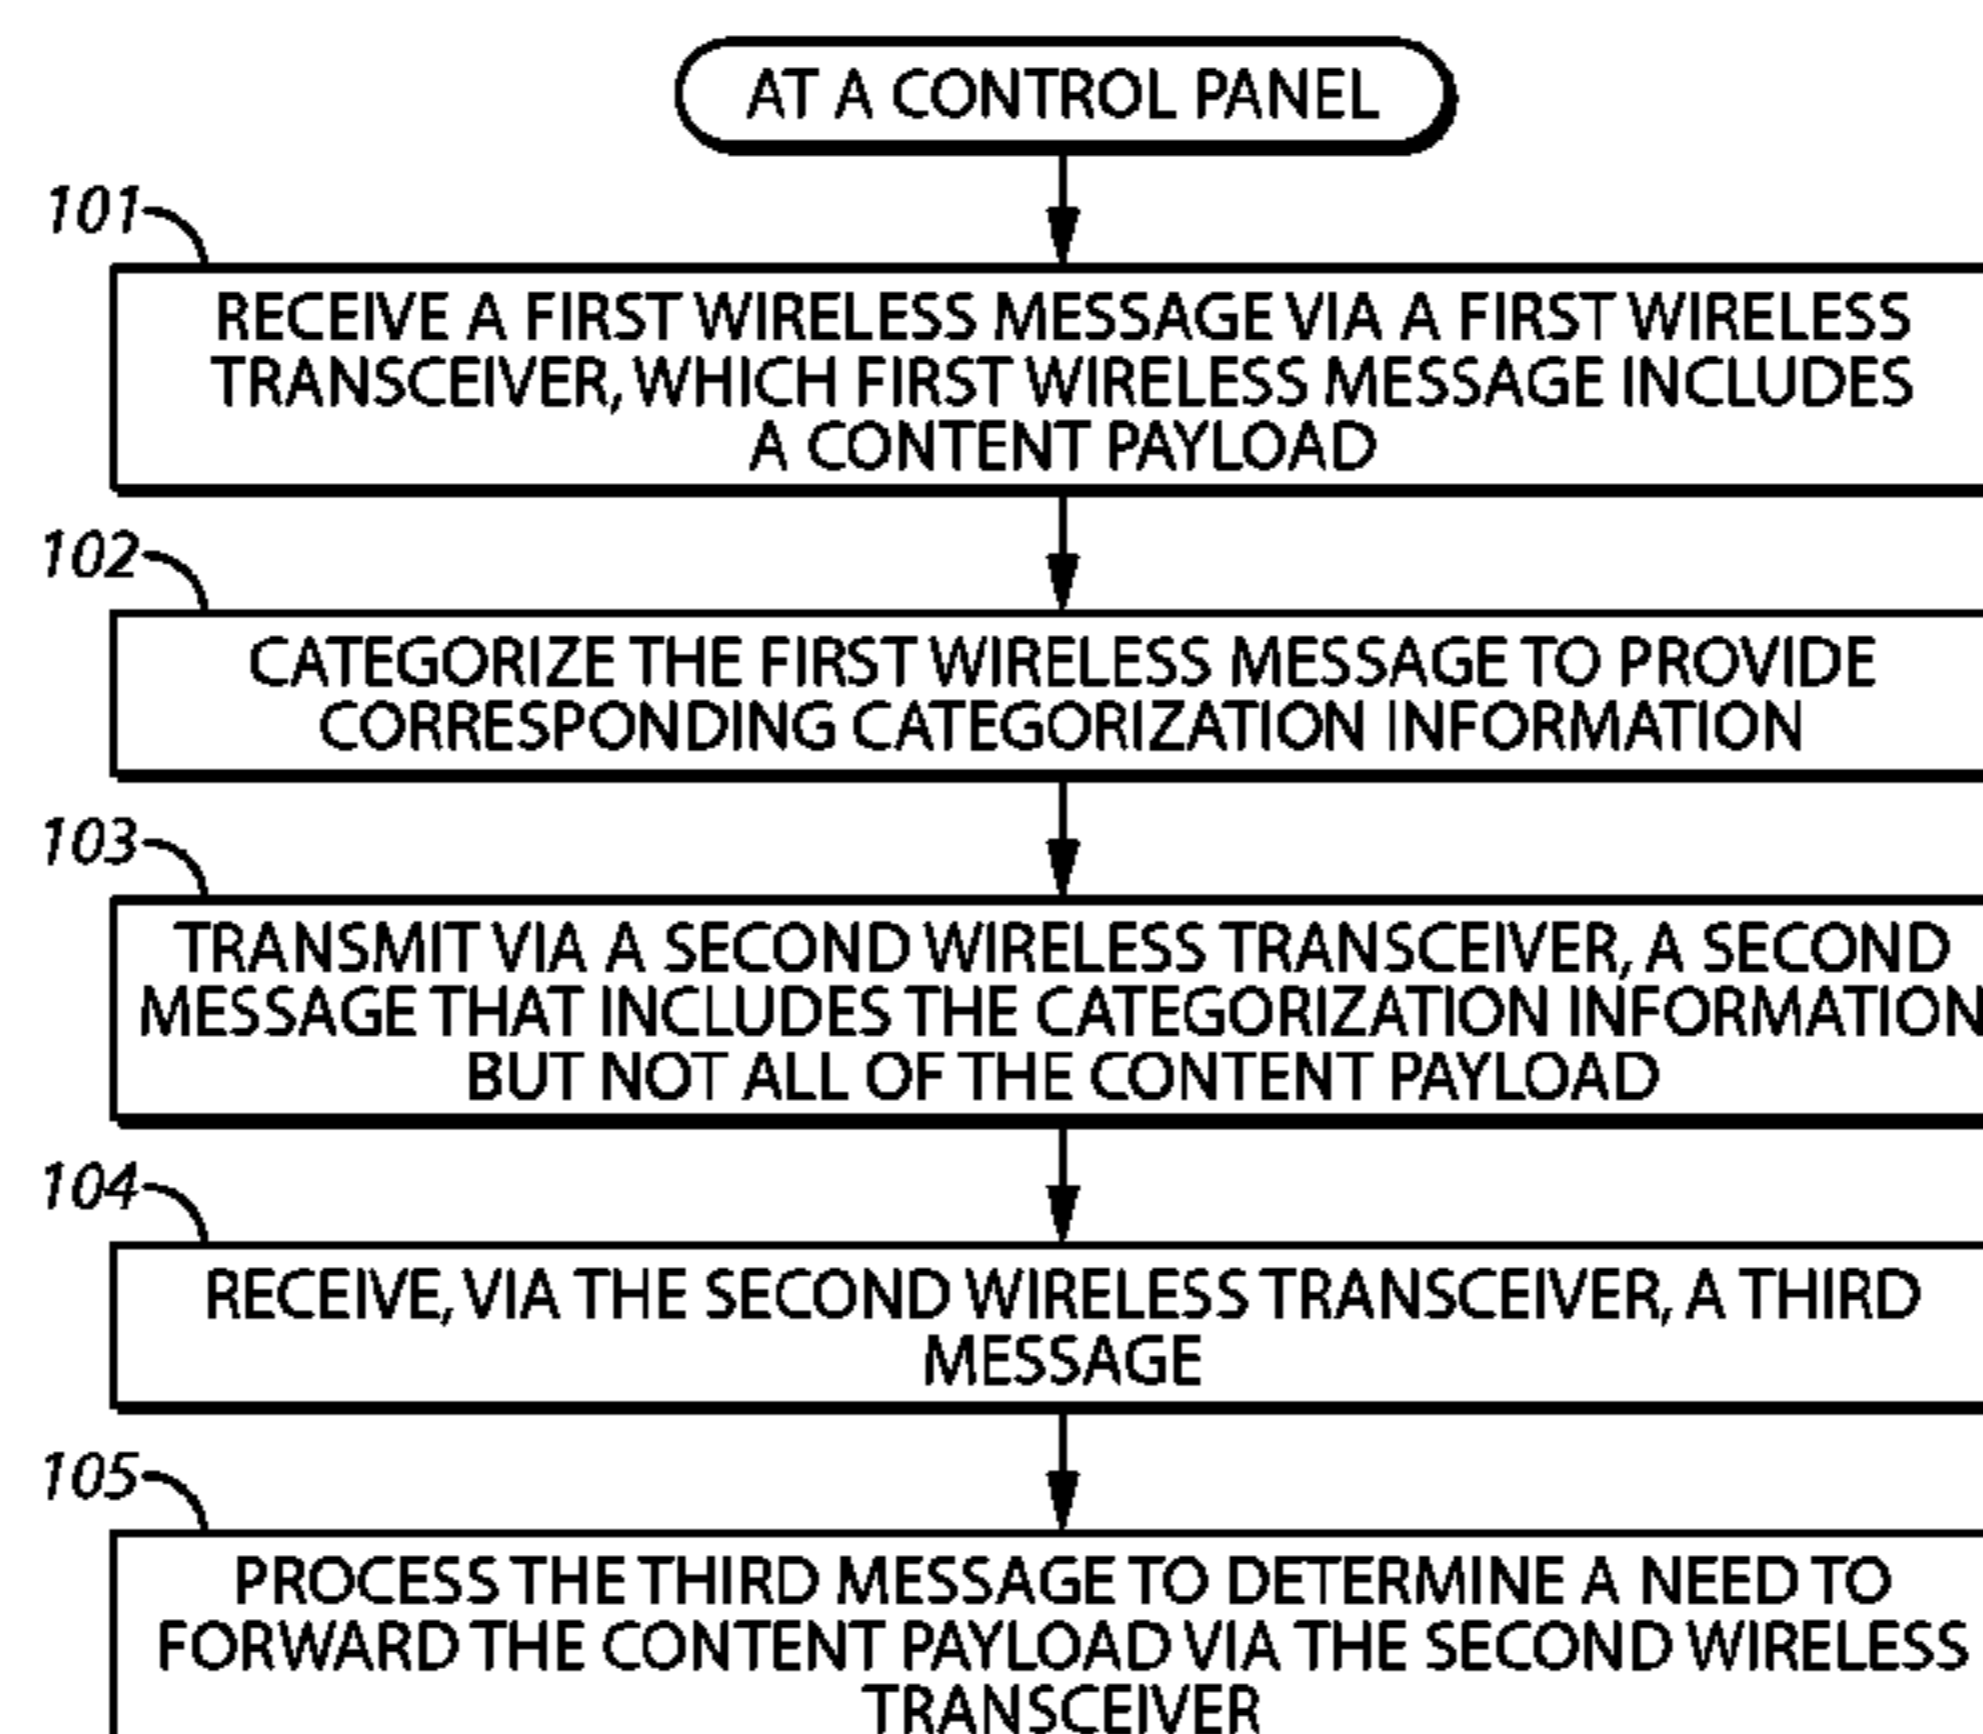 AT A CONTROL PANEL
101
RECEIVE A FIRST WIRELESS MESSAGE VIA A FIRST WIRELESS
TRANSCEIVER, WHICH FIRST WIRELESS MESSAGE INCLUDES
A CONTENT PAYLOAD
102
CATEGORIZE THE FIRST WIRELESS MESSAGE TO PROVIDE
CORRESPONDING CATEGORIZATION INFORMATION
103
TRANSMIT VIA A SECOND WIRELESS TRANSCEIVER, A SECOND
MESSAGE THAT INCLUDES THE CATEGORIZATION INFORMATION
BUT NOT ALL OF THE CONTENT PAYLOAD
104
RECEIVE, VIA THE SECOND WIRELESS TRANSCEIVER, A THIRD
MESSAGE
105
PROCESS THE THIRD MESSAGE TO DETERMINE A NEED TO
FORWARD THE CONTENT PAYLOAD VIA THE SECOND WIRELESS
TRANSCEIVER